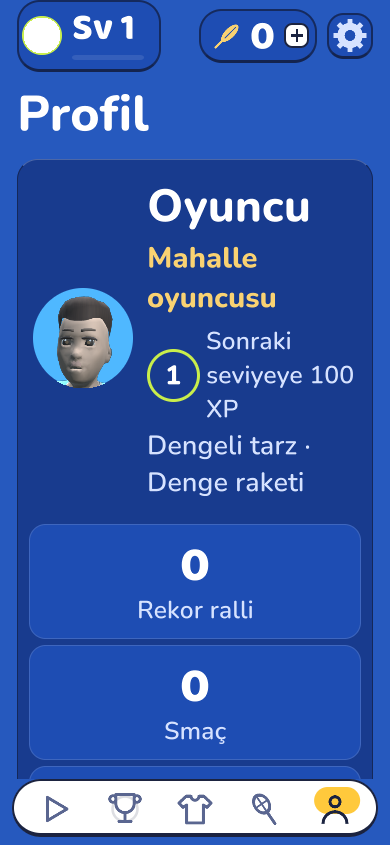 Sv 1
0
Profil
Oyuncu
Mahalle
oyuncusu
1
Sonraki
seviyeye 100
XP
Dengeli tarz ·
Denge raketi
0
Rekor ralli
0
Smaç